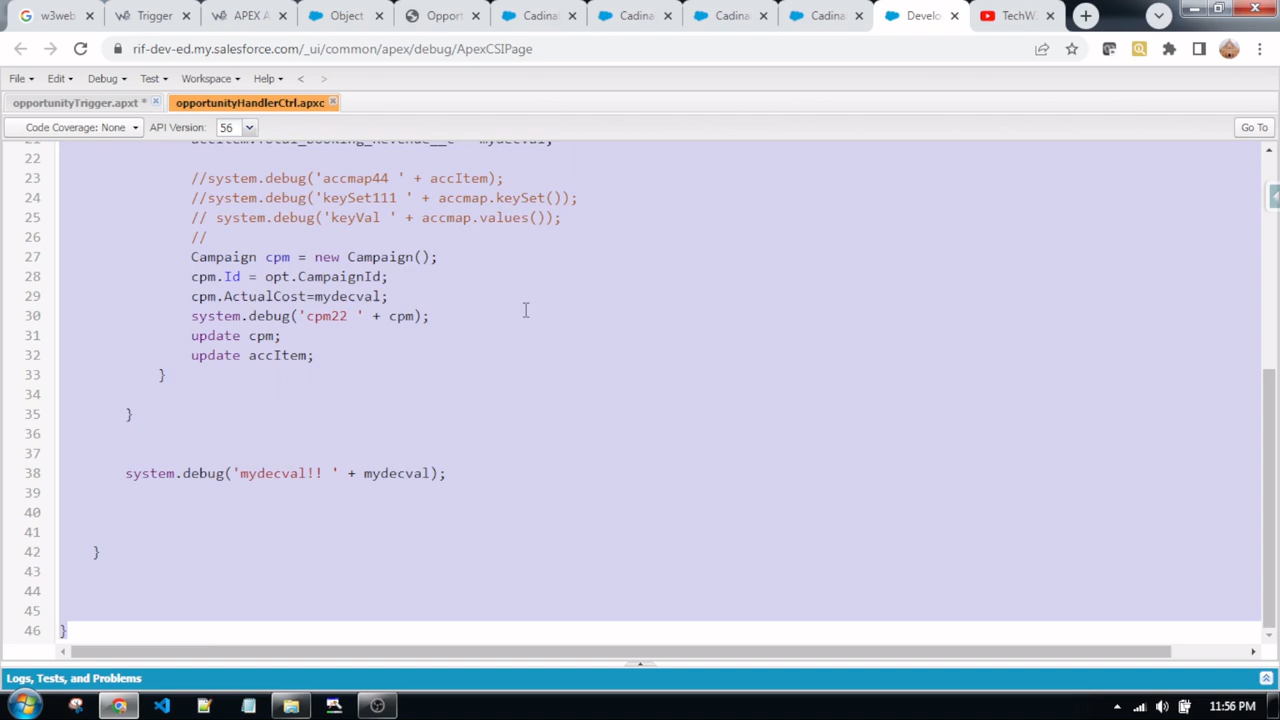 w3web
Trigger
APEX A
Object
Opport
Cadinal
Cadina
Cadina
Cadina
Develo
TechW3
rif-dev-ed.my.salesforce.com/_ui/common/apex/debug/ApexCSIPage
File Edit Debug Test Workspace Help < >
opportunityTrigger.apxt * opportunityHandlerCtrl.apxc
Code Coverage: None API Version: 56 Go To
22
23 //system.debug('accmap44 ' + accItem);
24 //system.debug('keySet111 ' + accmap.keySet());
25 // system.debug('keyVal ' + accmap.values());
26 //
27 Campaign cpm = new Campaign();
28 cpm.Id = opt.CampaignId;
29 cpm.ActualCost=mydecval;
30 system.debug('cpm22 ' + cpm);
31 update cpm;
32 update accItem;
33 }
34
35 }
36
37
38 system.debug('mydecval!! ' + mydecval);
39
40
41
42 }
43
44
45
46 }
Logs, Tests, and Problems
11:56 PM